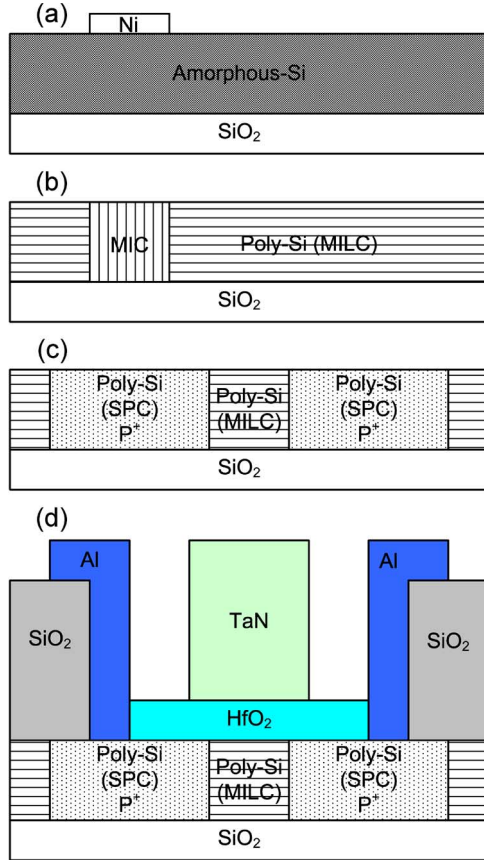 (a)
Ni
Amorphous-Si
SiO₂
(b)
MIC
Poly-Si (MILC)
SiO₂
(c)
Poly-Si
(SPC)
P⁺
Poly-Si
(MILC)
Poly-Si
(SPC)
P⁺
SiO₂
(d)
Al
TaN
Al
SiO₂
SiO₂
HfO₂
Poly-Si
(SPC)
P⁺
Poly-Si
(MILC)
Poly-Si
(SPC)
P⁺
SiO₂